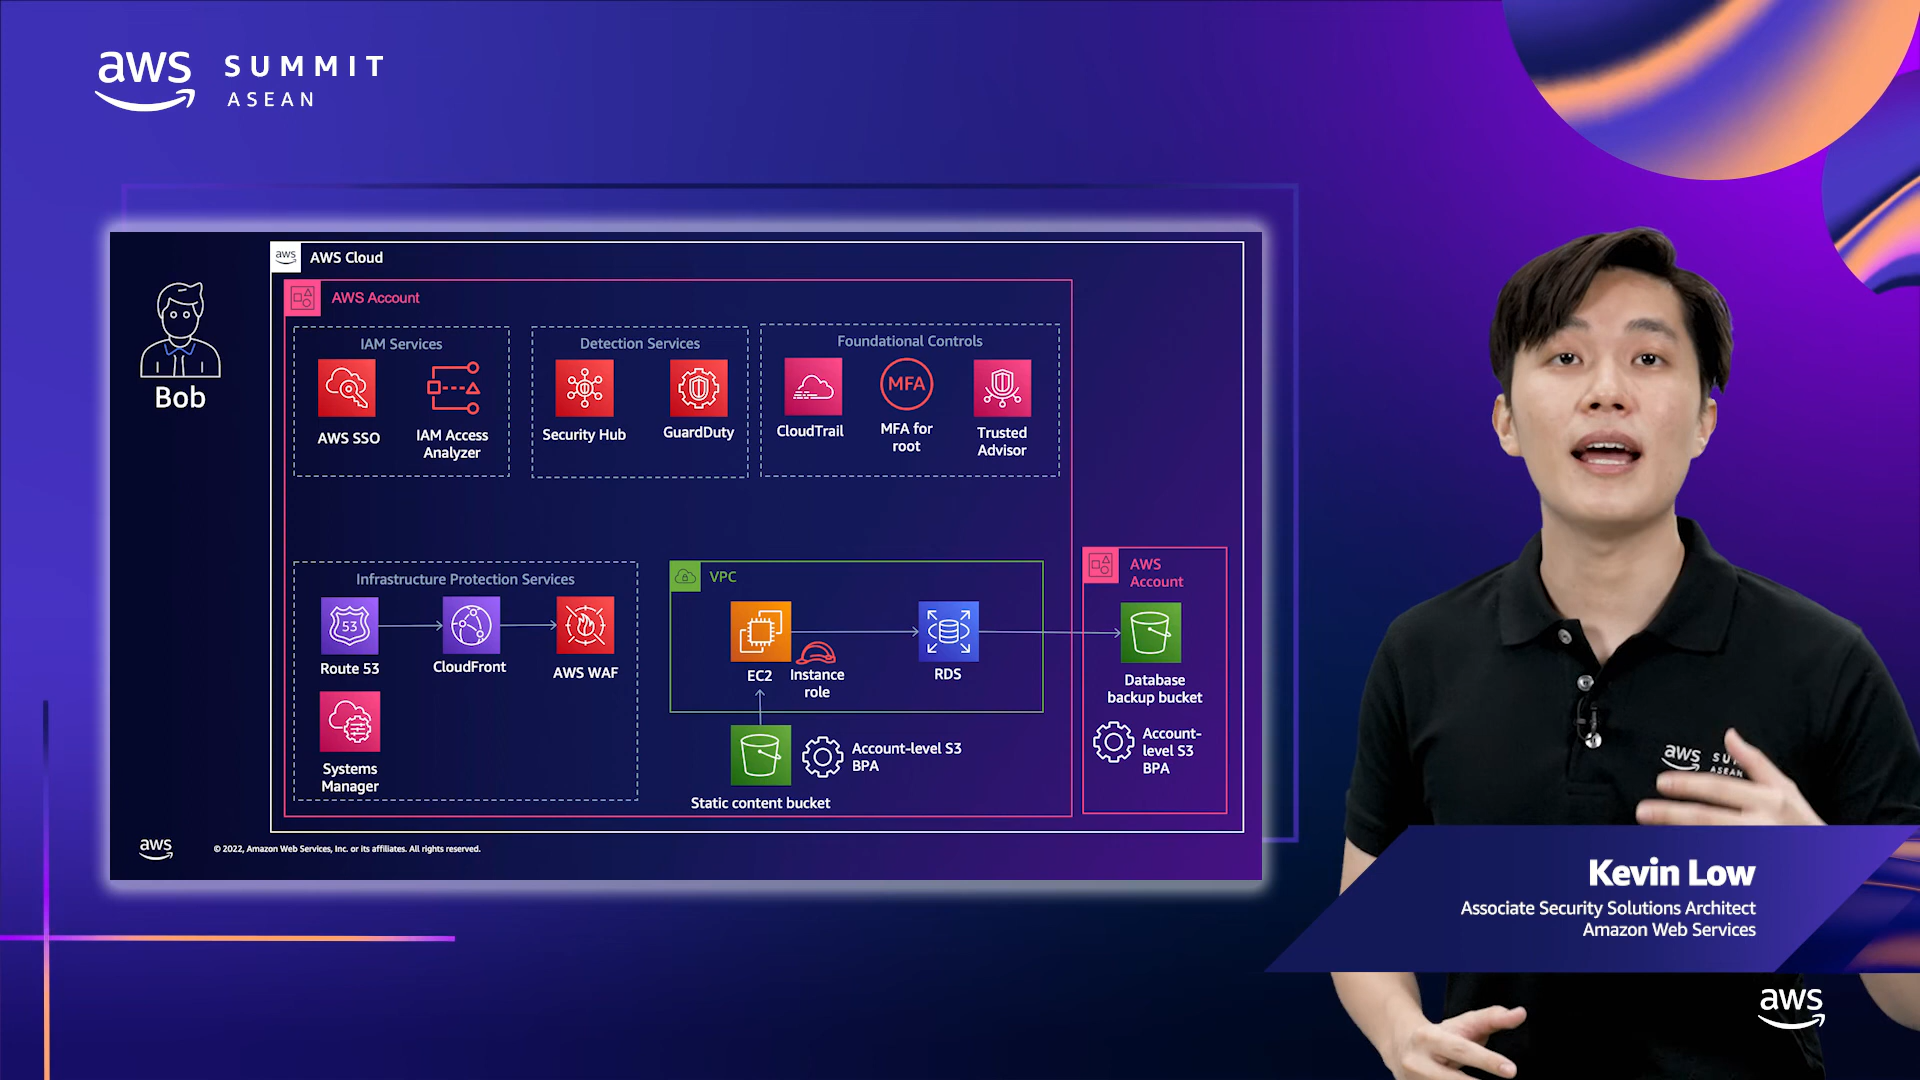 aws SUMMIT
ASEAN
aws AWS Cloud
AWS Account
Bob
IAM Services
AWS SSO
IAM Access
Analyzer
Detection Services
Security Hub
GuardDuty
Foundational Controls
CloudTrail
MFA
MFA for
root
Trusted
Advisor
Infrastructure Protection Services
53
Route 53
CloudFront
AWS WAF
Systems
Manager
VPC
EC2
Instance
role
RDS
Account-level S3
BPA
Static content bucket
AWS
Account
Database
backup bucket
Account-
level S3
BPA
aws
© 2022, Amazon Web Services, Inc. or its affiliates. All rights reserved.
aws
ASEAN
Kevin Low
Associate Security Solutions Architect
Amazon Web Services
aws